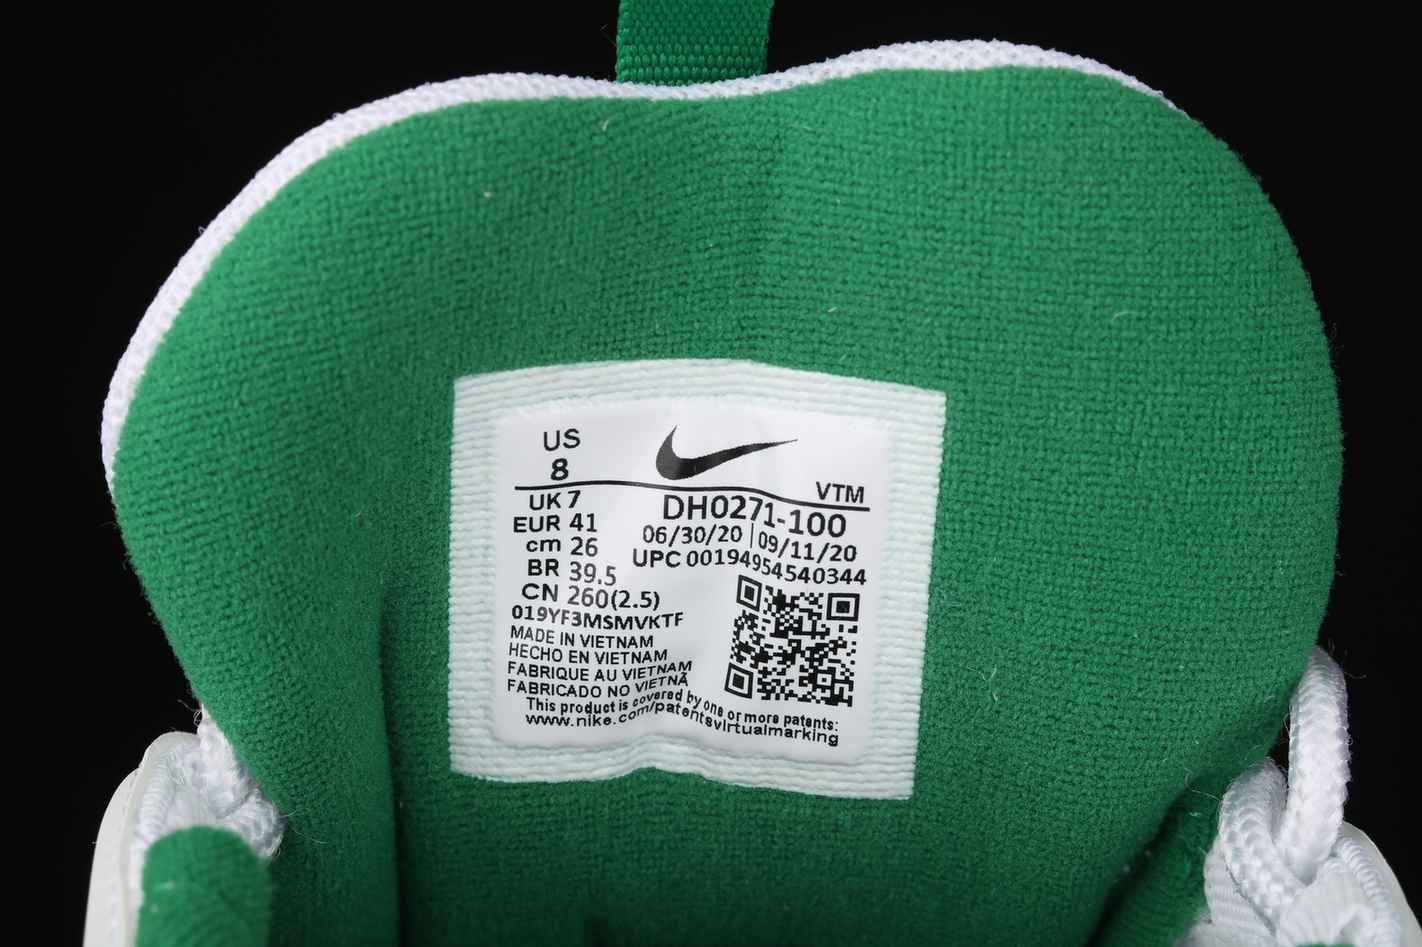 US
8
VTM
UK 7
EUR 41
cm 26
BR 39.5
CN 260(2.5)
DH0271-100
06/30/20 | 09/11/20
UPC 00194954540344
019YF3MSMVKTF
MADE IN VIETNAM
HECHO EN VIETNAM
FABRIQUE AU VIETNAM
FABRICADO NO VIETNÃ
This product is covered by one or more patents:
www.nike.com/patentsvirtualmarking